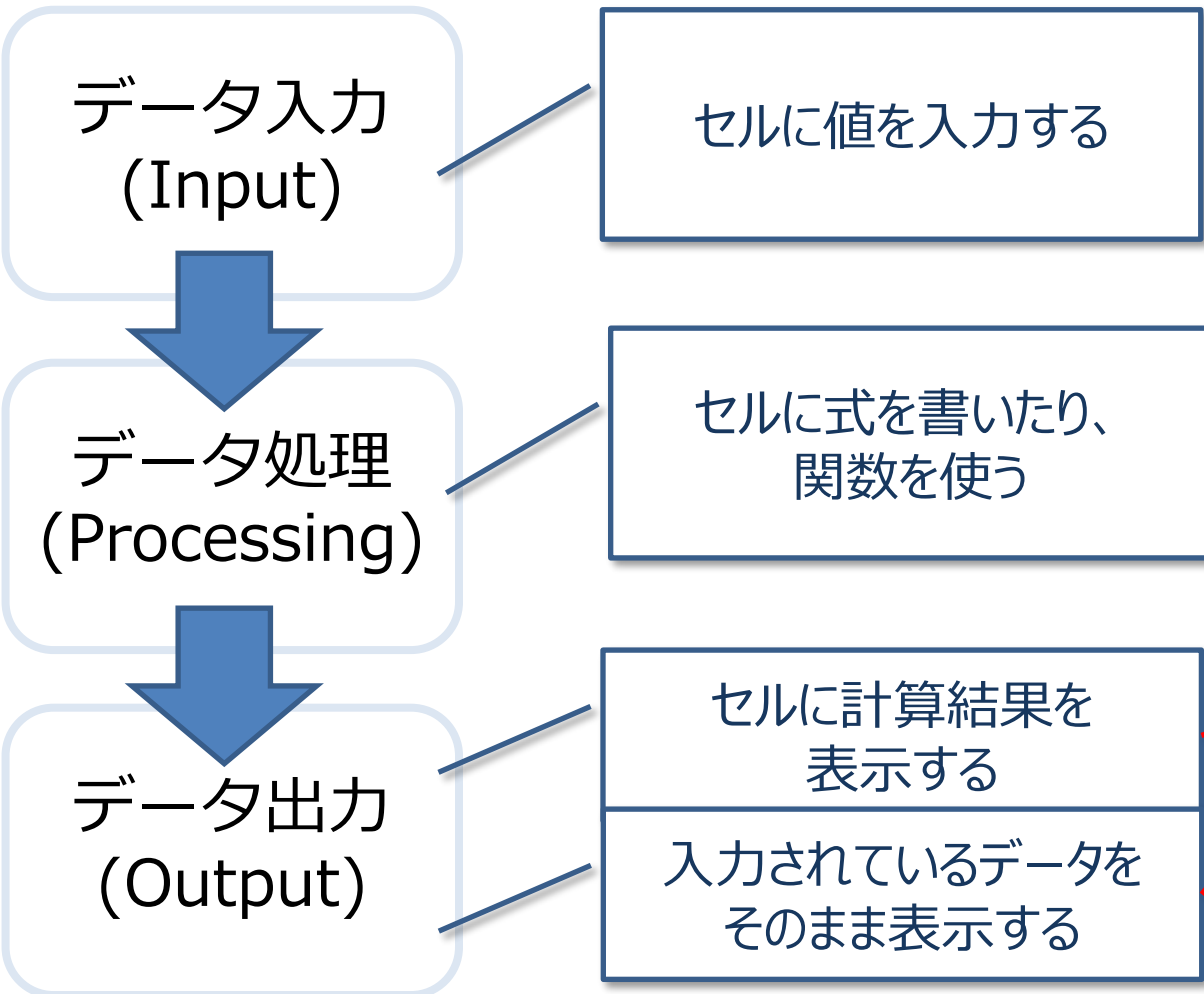 データ入力
(Input)
セルに値を入力する
データ処理
(Processing)
セルに式を書いたり、
関数を使う
データ出力
(Output)
セルに計算結果を
表示する
入力されているデータを
そのまま表示する